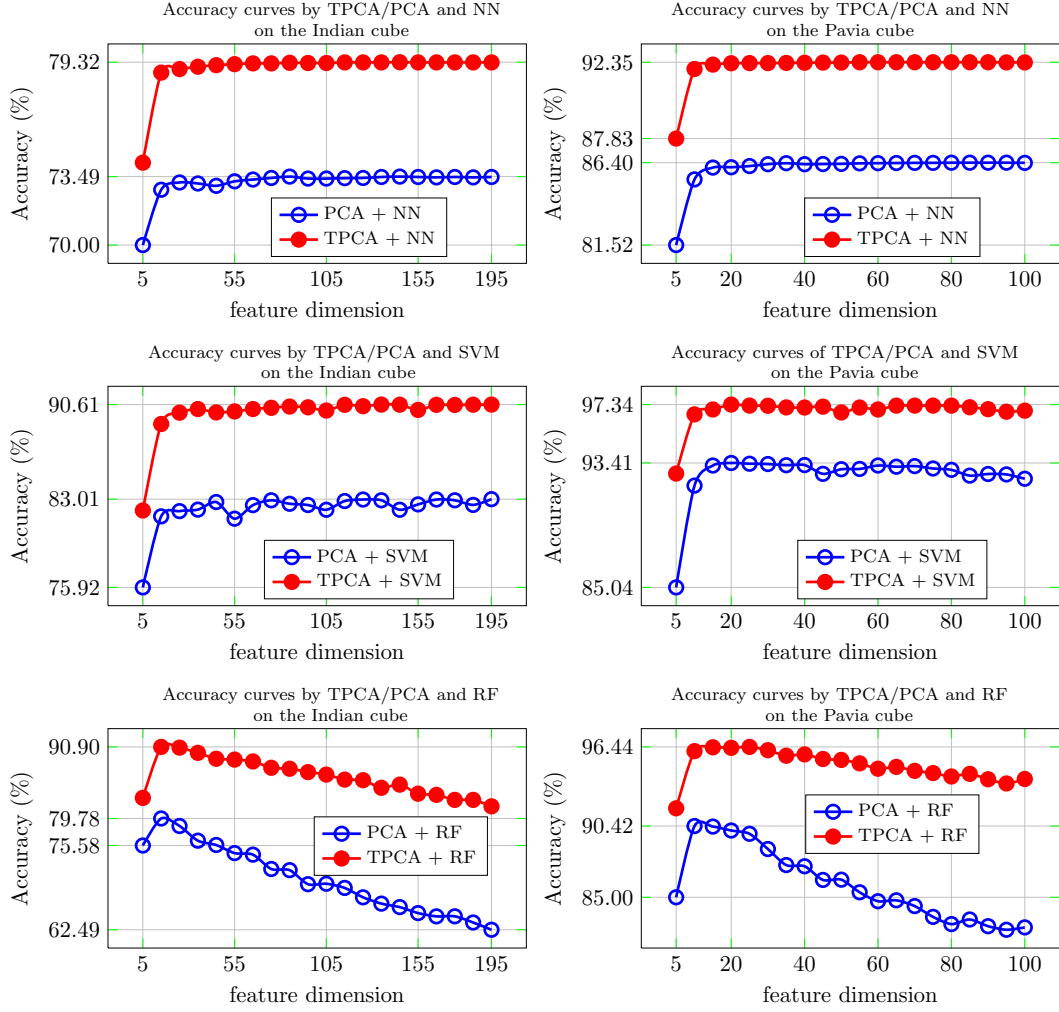 Accuracy curves by TPCA/PCA and NN
on the Indian cube
79.32
73.49
70.00
Accuracy (%)
PCA + NN
TPCA + NN
5
55
105
155
195
feature dimension
Accuracy curves by TPCA/PCA and NN
on the Pavia cube
92.35
87.83
86.40
81.52
Accuracy (%)
PCA + NN
TPCA + NN
5
20
40
60
80
100
feature dimension
Accuracy curves by TPCA/PCA and SVM
on the Indian cube
90.61
83.01
75.92
Accuracy (%)
PCA + SVM
TPCA + SVM
5
55
105
155
195
feature dimension
Accuracy curves of TPCA/PCA and SVM
on the Pavia cube
97.34
93.41
85.04
Accuracy (%)
PCA + SVM
TPCA + SVM
5
20
40
60
80
100
feature dimension
Accuracy curves by TPCA/PCA and RF
on the Indian cube
90.90
79.78
75.58
62.49
Accuracy (%)
PCA + RF
TPCA + RF
5
55
105
155
195
feature dimension
Accuracy curves by TPCA/PCA and RF
on the Pavia cube
96.44
90.42
85.00
Accuracy (%)
PCA + RF
TPCA + RF
5
20
40
60
80
100
feature dimension